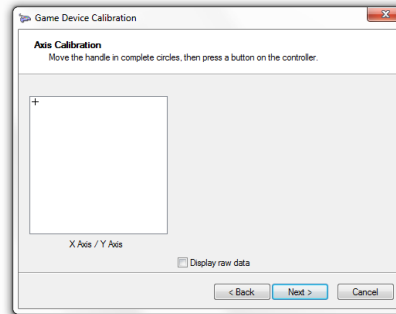 Game Device Calibration
Axis Calibration
Move the handle in complete circles, then press a button on the controller.
X Axis / Y Axis
Display raw data
< Back
Next >
Cancel